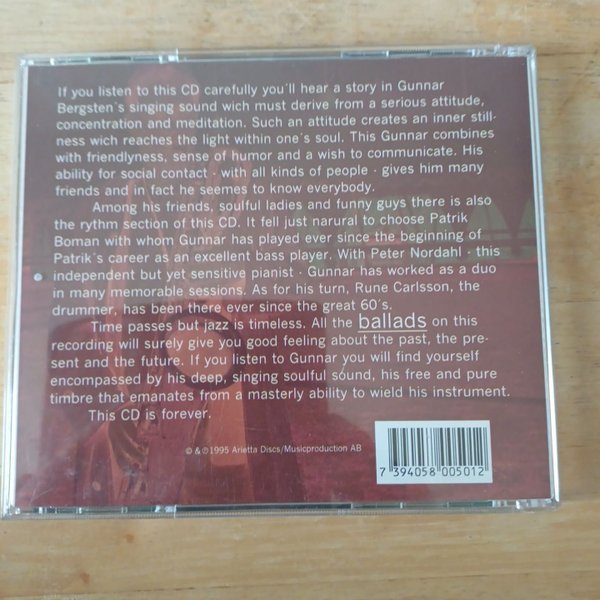 If you listen to this CD carefully you´ll hear a story in Gunnar
Bergsten´s singing sound wich must derive from a serious attitude,
concentration and meditation. Such an attitude creates an inner still-
ness wich reaches the light within one´s soul. This Gunnar combines
with friendlyness, sense of humor and a wish to communicate. His
ability for social contact - with all kinds of people - gives him many
friends and in fact he seemes to know everybody.
Among his friends, soulful ladies and funny guys there is also
the rythm section of this CD. It fell just narural to choose Patrik
Boman with whom Gunnar has played ever since the beginning of
Patrik´s career as an excellent bass player. With Peter Nordahl - this
independent but yet sensitive pianist - Gunnar has worked as a duo
in many memorable sessions. As for his turn, Rune Carlsson, the
drummer, has been there ever since the great 60´s.
Time passes but jazz is timeless. All the ballads on this
recording will surely give you good feeling about the past, the pre-
sent and the future. If you listen to Gunnar you will find yourself
encompassed by his deep, singing soulful sound, his free and pure
timbre that emanates from a masterly ability to wield his instrument.
This CD is forever.
© & ℗ 1995 Arietta Discs/Musicproduction AB
7 394058 005012